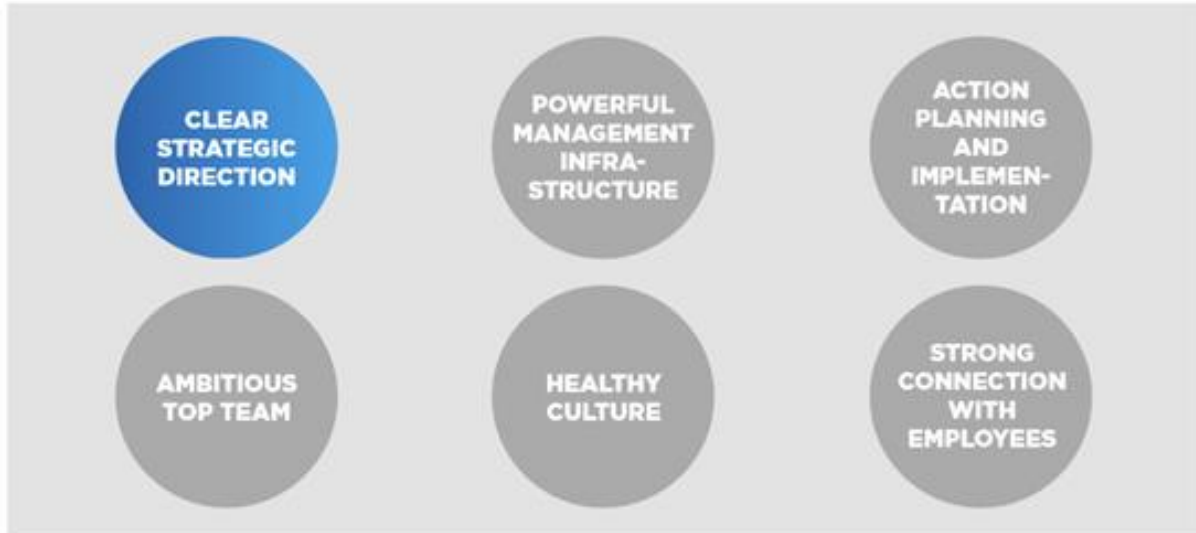 CLEAR
STRATEGIC
DIRECTION
POWERFUL
MANAGEMENT
INFRA-
STRUCTURE
ACTION
PLANNING
AND
IMPLEMEN-
TATION
AMBITIOUS
TOP TEAM
HEALTHY
CULTURE
STRONG
CONNECTION
WITH
EMPLOYEES